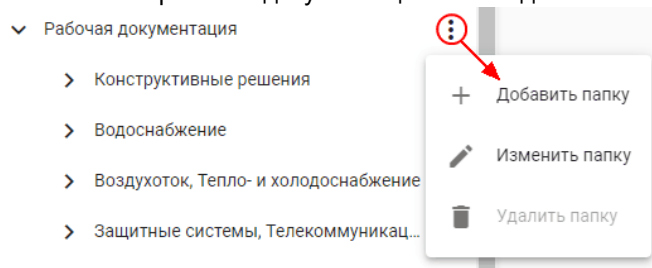 Рабочая документация
Конструктивные решения
Водоснабжение
Воздухоток, Тепло- и холодоснабжение
Защитные системы, Телекоммуникац...
Добавить папку
Изменить папку
Удалить папку